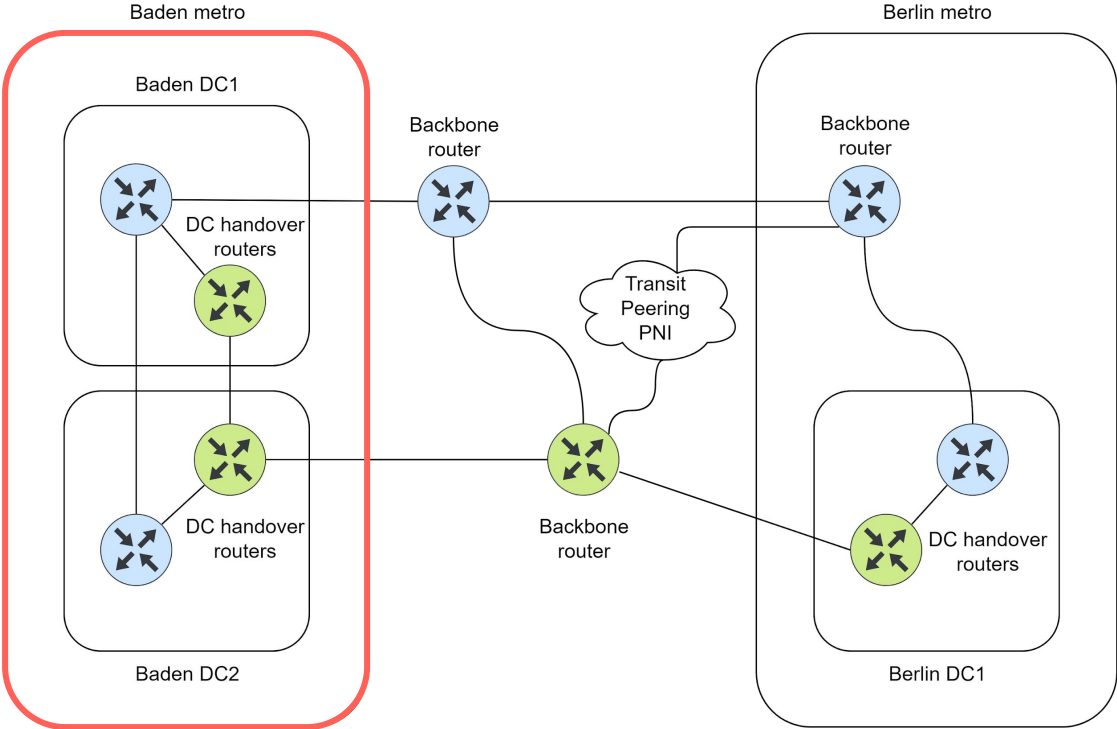 Baden metro
Berlin metro
Baden DC1
Backbone
router
Backbone
router
DC handover
routers
Transit
Peering
PNI
DC handover
routers
Backbone
router
DC handover
routers
Baden DC2
Berlin DC1